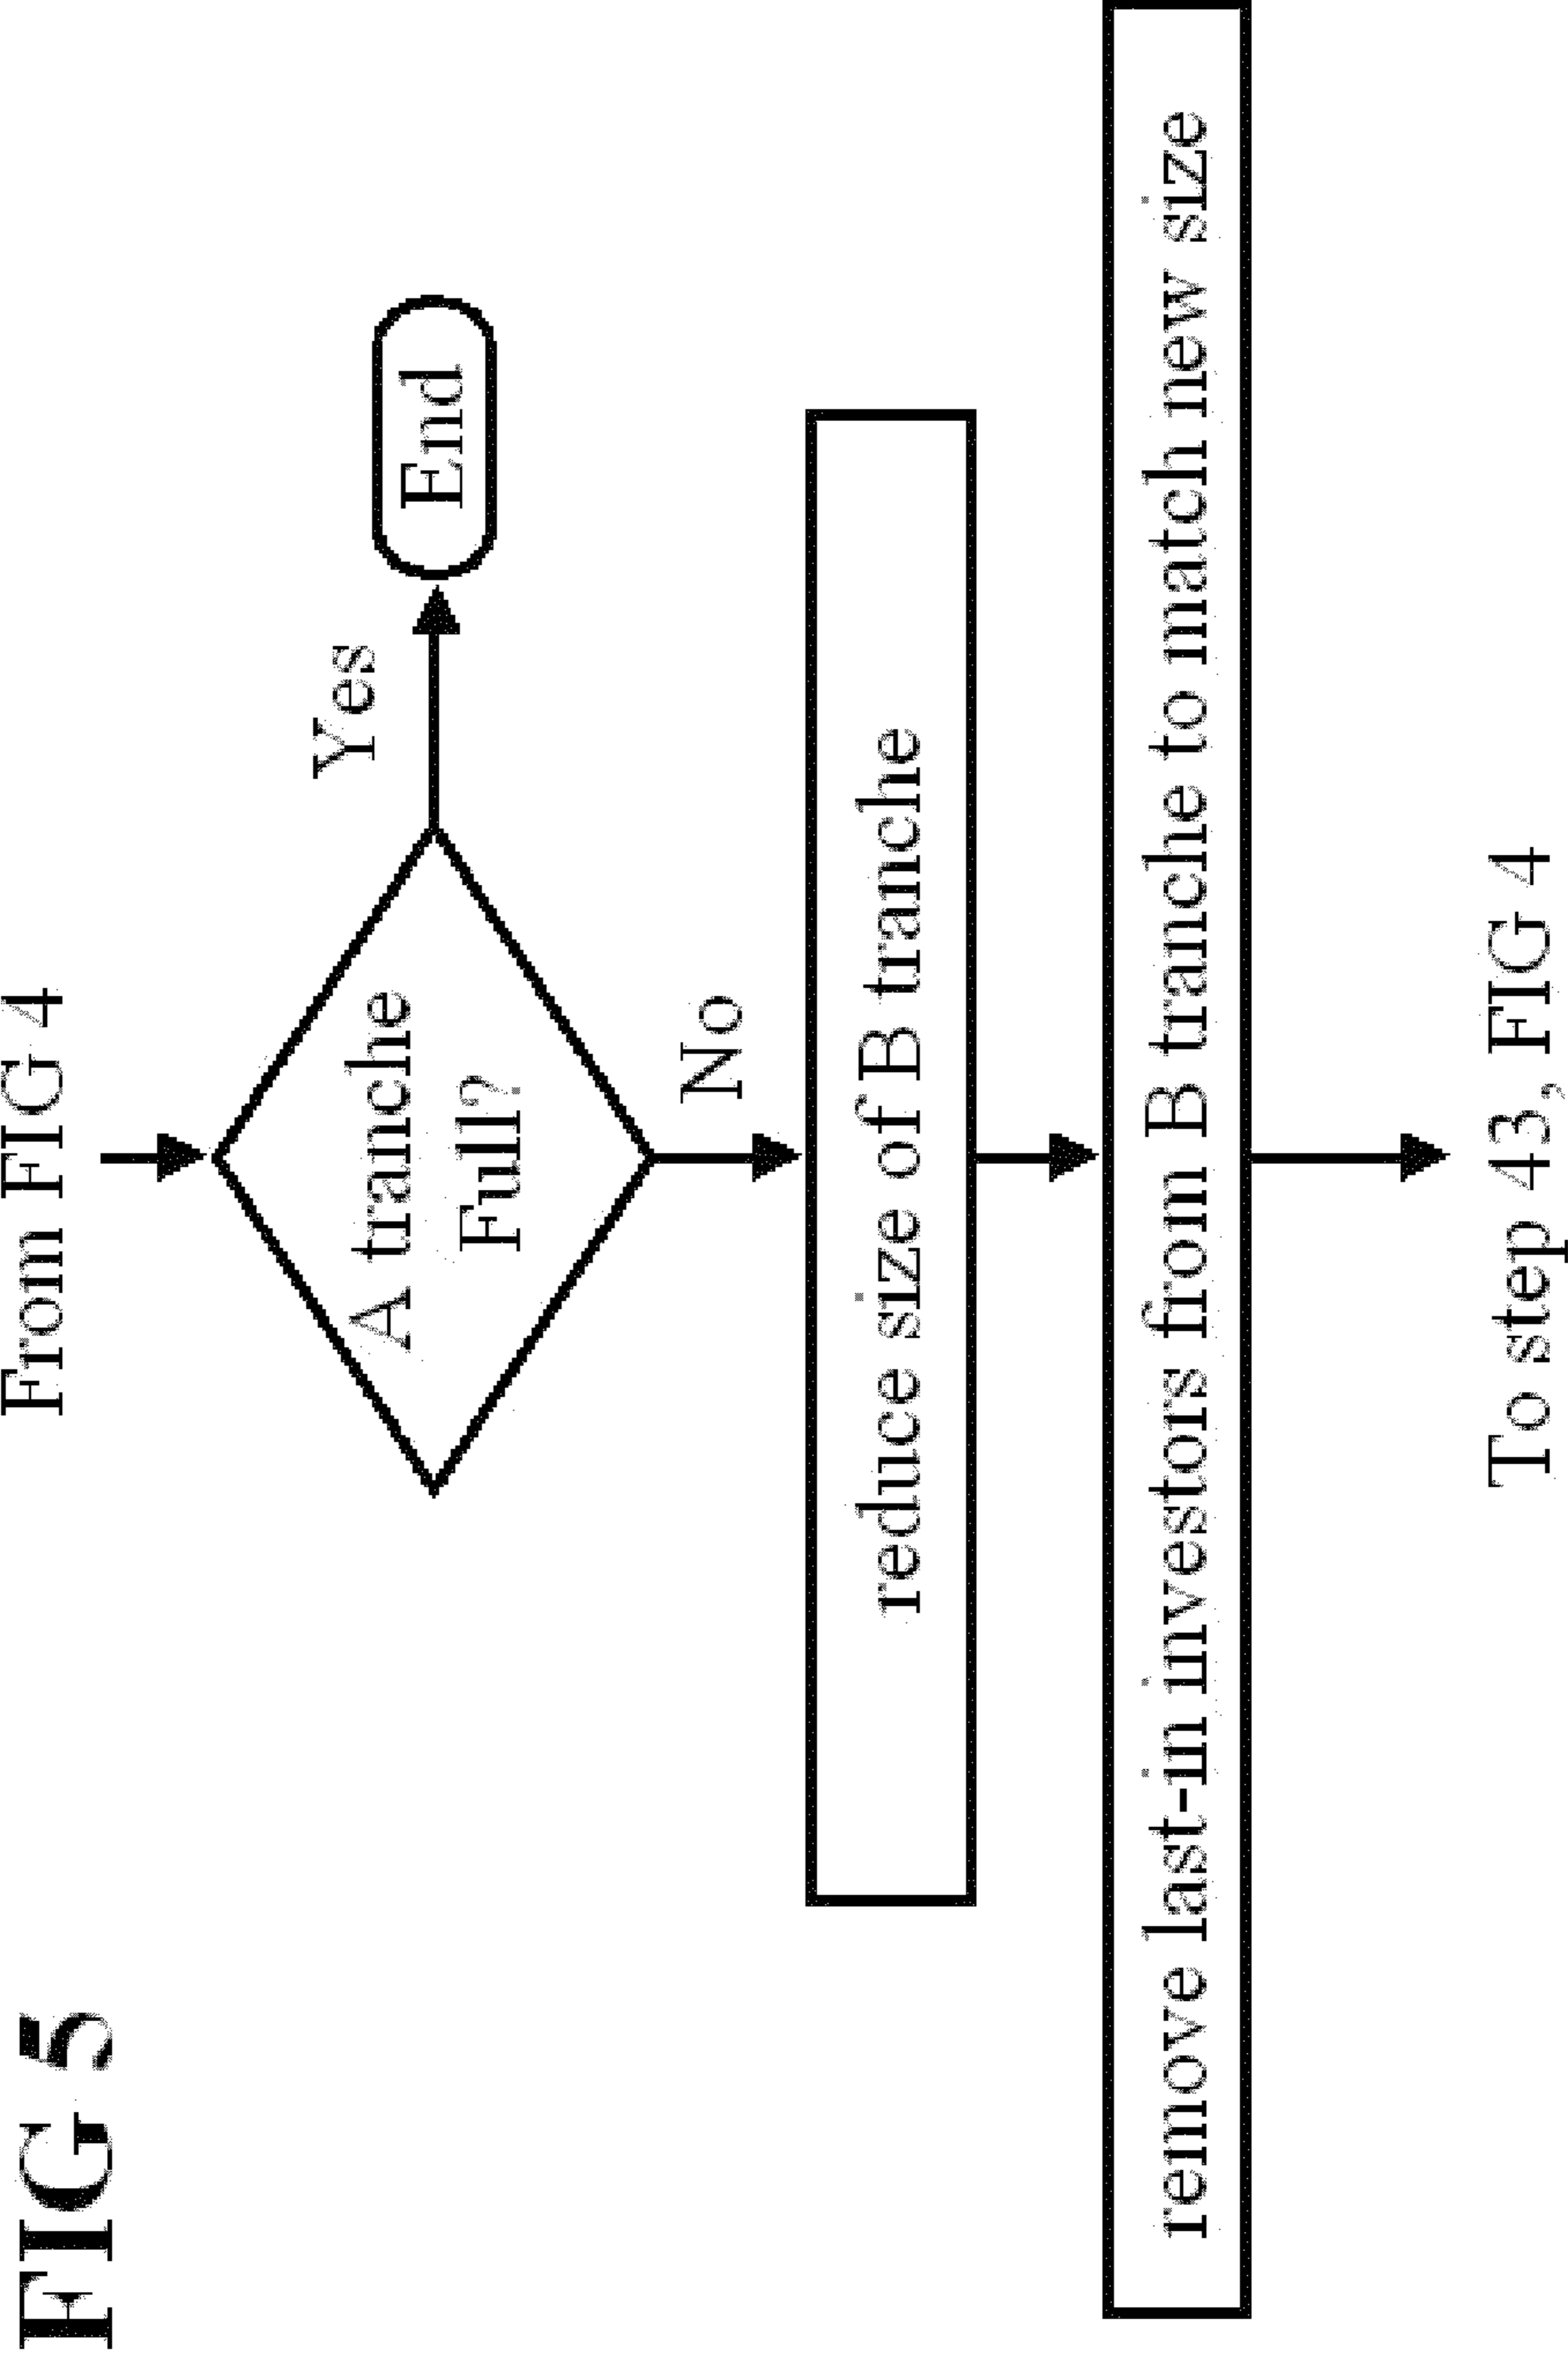 FIG 5
From FIG 4
A tranche
Full?
Yes
End
No
reduce size of B tranche
remove last-in investors from B tranche to match new size
To step 43, FIG 4